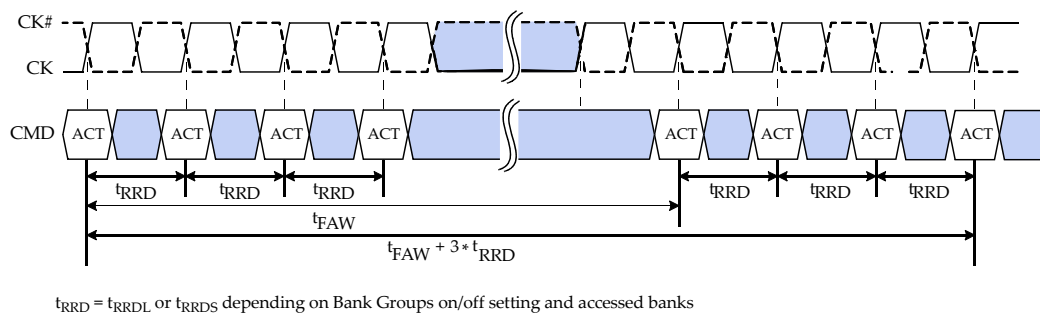 CK#
CK
CMD ACT ACT ACT ACT ACT ACT ACT ACT
tRRD tRRD tRRD tRRD tRRD tRRD
tFAW
tFAW + 3 * tRRD
tRRD = tRRDL or tRRDS depending on Bank Groups on/off setting and accessed banks